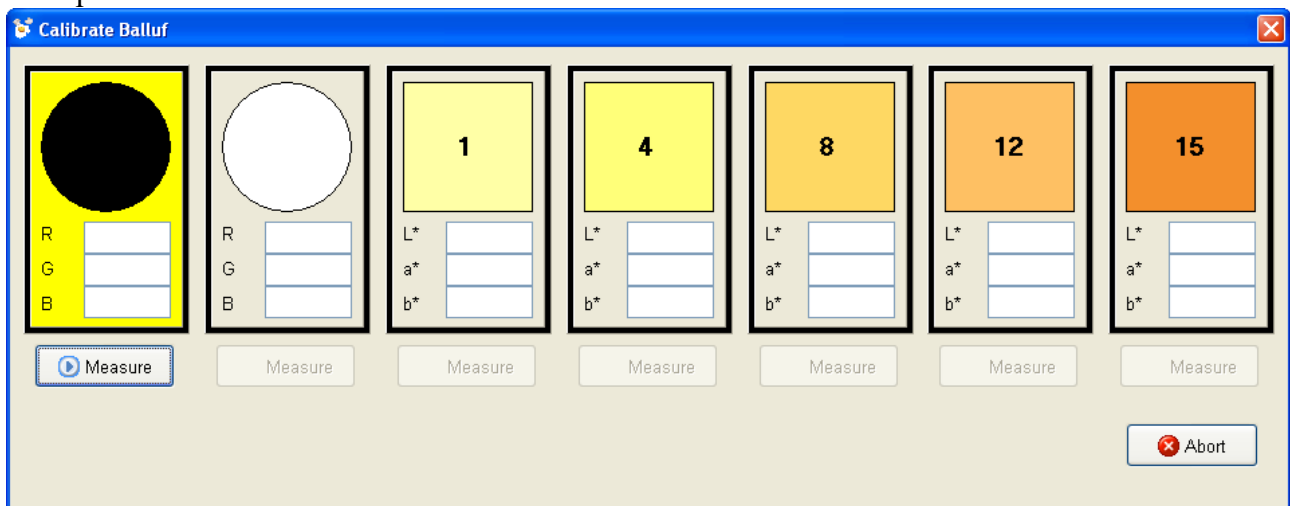 Calibrate Balluf
1 4 8 12 15
R R L* L* L* L* L*
G G a* a* a* a* a*
B B b* b* b* b* b*
Measure Measure Measure Measure Measure Measure Measure
Abort